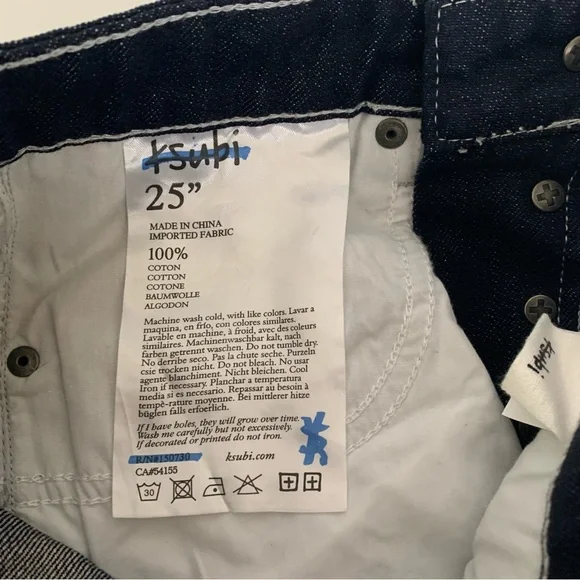 ksubi
25”
MADE IN CHINA
IMPORTED FABRIC
100%
COTON
COTTON
COTONE
BAUMWOLLE
ALGODON
Machine wash cold, with like colors. Lavar a
maquina, en frío, con colores similares.
Lavable en machine, à froid, avec des coleurs
similaires. Machinenwaschbar kalt, nach
farben getrennt waschen. Do not tumble dry.
No derribe seco. Pas la chute seche. Purzeln
csie trocken nicht. Do not bleach. No usar
agente blanchiment. Nicht bleichen. Cool
Iron if necessary. Planchar a temperatura
media si es necesario. Repassar au besoin à
tempé-rature moyenne. Bei mittlerer hitze
büglen falls erfoerlich.
If I have holes, they will grow over time.
Wash me carefully but not excessively.
If decorated or printed do not iron.
R/N#150730 ksubi.com
CA#54155
30
ksubi